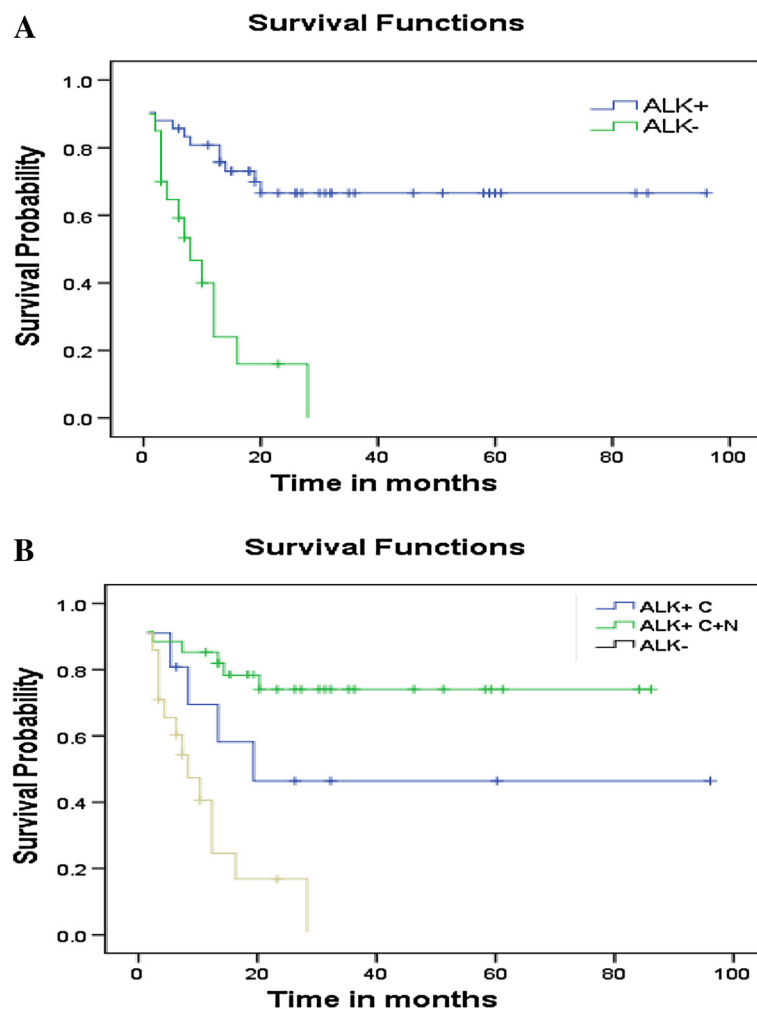 A
Survival Functions
1.0
0.8
0.6
0.4
0.2
0.0
Survival Probability
ALK+
ALK-
0 20 40 60 80 100
Time in months
B
Survival Functions
1.0
0.8
0.6
0.4
0.2
0.0
Survival Probability
ALK+ C
ALK+ C+N
ALK-
0 20 40 60 80 100
Time in months